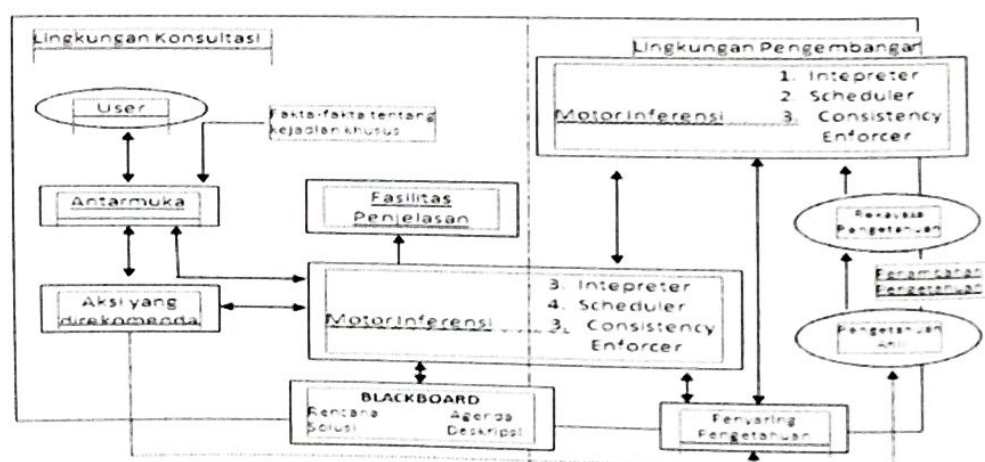 Lingkungan Konsultasi
Lingkungan Pengembangan
User
Fakta-fakta tentang
kejadian khusus
1. Intepreter
2. Scheduler
Motor Inferensi 3. Consistency
Enforcer
Antarmuka
Fasilitas
Penjelasan
Rekayasa
Pengetahuan
Aksi yang
direkomenda
3. Intepreter
4. Scheduler
Motor Inferensi 3. Consistency
Enforcer
Pengetahuan
Pengetahuan
Ahli
BLACKBOARD
Rencana Agenda
Solusi Deskripsi
Penyaring
Pengetahuan